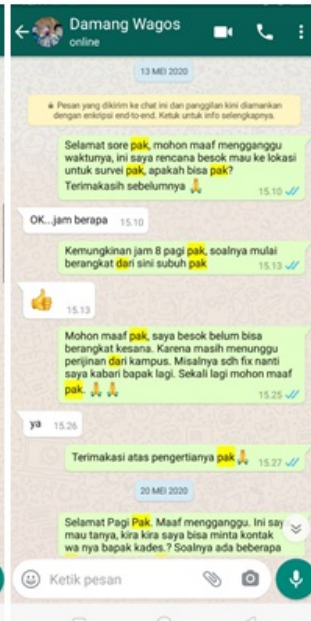 Damang Wagos
online
13 MEI 2020
Pesan yang dikirim ke chat ini dan panggilan kini diamankan
dengan enkripsi end-to-end. Ketuk untuk info selengkapnya.
Selamat sore pak, mohon maaf mengganggu
waktunya, ini saya rencana besok mau ke lokasi
untuk survei pak, apakah bisa pak?
Terimakasih sebelumnya 🙏
15.10
OK...jam berapa 15.10
Kemungkinan jam 8 pagi pak, soalnya mulai
berangkat dari sini subuh pak 15.13
👍 15.13
Mohon maaf pak, saya besok belum bisa
berangkat kesana. Karena masih menunggu
perijinan dari kampus. Misalnya sdh fix nanti
saya kabari bapak lagi. Sekali lagi mohon maaf
pak. 🙏 🙏 15.25
ya 15.26
Terimakasi atas pengertianya pak 🙏 15.27
20 MEI 2020
Selamat Pagi Pak. Maaf mengganggu. Ini say
mau tanya, kira kira saya bisa minta kontak
wa nya bapak kades.? Soalnya ada beberapa
Ketik pesan